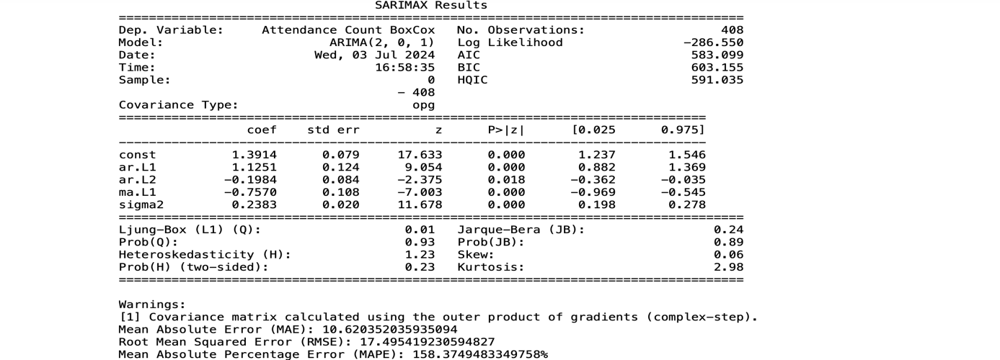 SARIMAX Results
==============================================================================
Dep. Variable:     Attendance Count BoxCox   No. Observations:                  408
Model:                      ARIMA(2, 0, 1)   Log Likelihood                -286.550
Date:                     Wed, 03 Jul 2024   AIC                            583.099
Time:                             16:58:35   BIC                            603.155
Sample:                                  0   HQIC                           591.035
                                     - 408
Covariance Type:                       opg
==============================================================================
                 coef    std err          z      P>|z|      [0.025      0.975]
------------------------------------------------------------------------------
const          1.3914      0.079     17.633      0.000       1.237       1.546
ar.L1          1.1251      0.124      9.054      0.000       0.882       1.369
ar.L2         -0.1984      0.084     -2.375      0.018      -0.362      -0.035
ma.L1         -0.7570      0.108     -7.003      0.000      -0.969      -0.545
sigma2         0.2383      0.020     11.678      0.000       0.198       0.278
==============================================================================
Ljung-Box (L1) (Q):                   0.01   Jarque-Bera (JB):                 0.24
Prob(Q):                              0.93   Prob(JB):                         0.89
Heteroskedasticity (H):               1.23   Skew:                             0.06
Prob(H) (two-sided):                  0.23   Kurtosis:                         2.98
==============================================================================
Warnings:
[1] Covariance matrix calculated using the outer product of gradients (complex-step).
Mean Absolute Error (MAE): 10.620352035935094
Root Mean Squared Error (RMSE): 17.495419230594827
Mean Absolute Percentage Error (MAPE): 158.3749483349758%